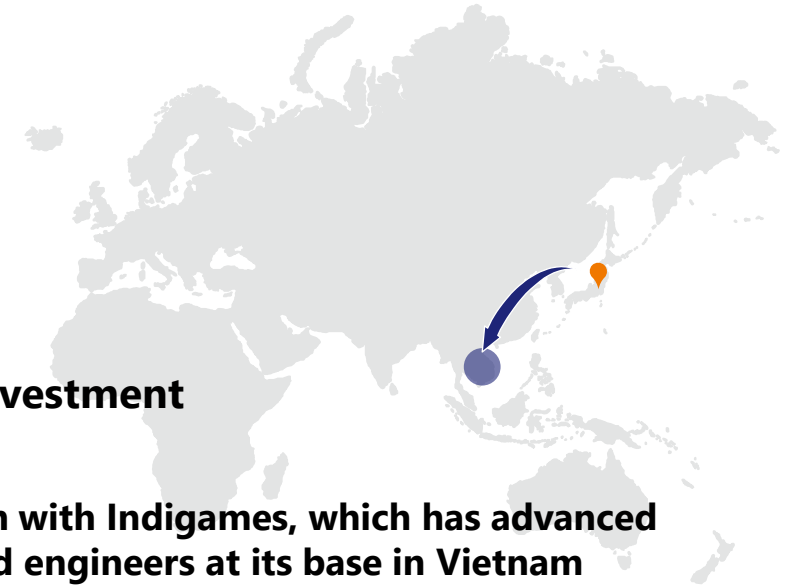 vestment
with Indigames, which has advanced
engineers at its base in Vietnam